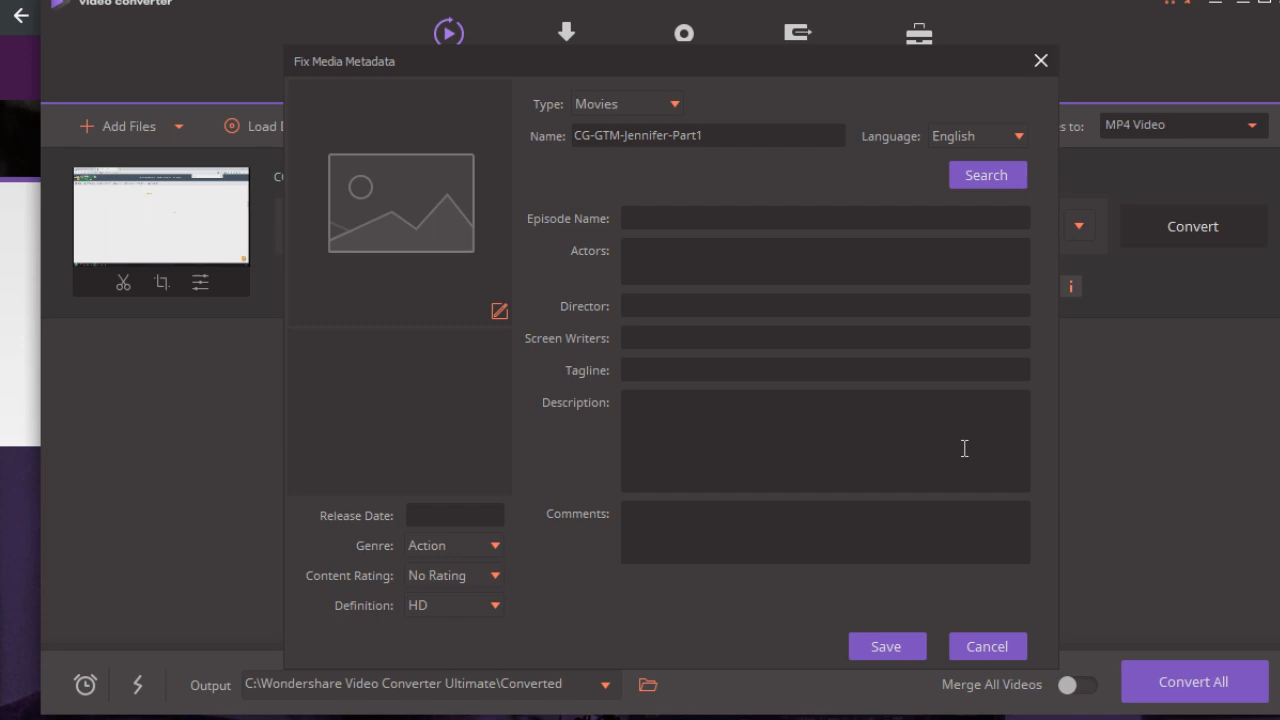 video converter
Fix Media Metadata
Type: Movies
Name: CG-GTM-Jennifer-Part1 Language: English
Search
Add Files Load
s to: MP4 Video
Episode Name:
Actors:
Convert
i
Director:
Screen Writers:
Tagline:
Description:
Comments:
Release Date:
Genre: Action
Content Rating: No Rating
Definition: HD
Save Cancel
Output C:\Wondershare Video Converter Ultimate\Converted
Merge All Videos
Convert All